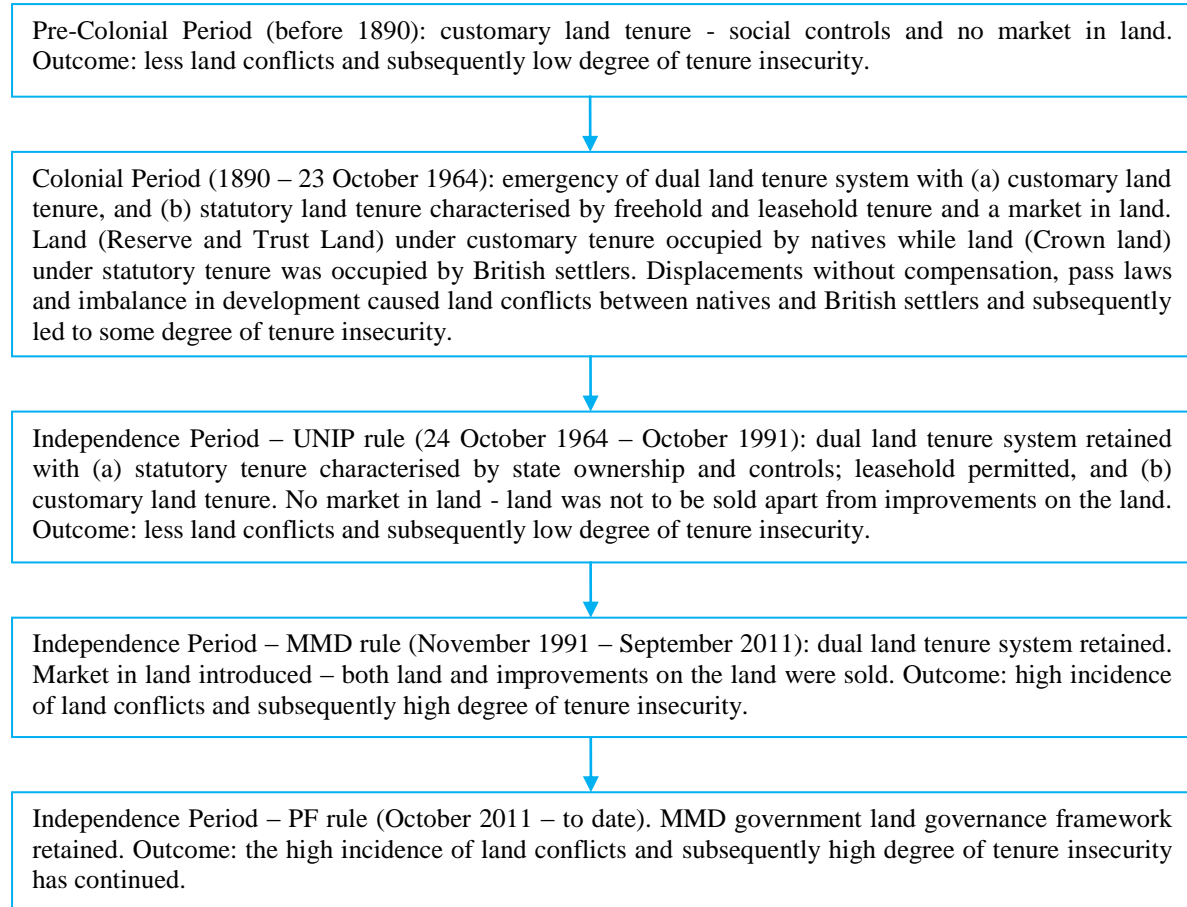 Pre-Colonial Period (before 1890): customary land tenure - social controls and no market in land.
Outcome: less land conflicts and subsequently low degree of tenure insecurity.
Colonial Period (1890 – 23 October 1964): emergency of dual land tenure system with (a) customary land
tenure, and (b) statutory land tenure characterised by freehold and leasehold tenure and a market in land.
Land (Reserve and Trust Land) under customary tenure occupied by natives while land (Crown land)
under statutory tenure was occupied by British settlers. Displacements without compensation, pass laws
and imbalance in development caused land conflicts between natives and British settlers and subsequently
led to some degree of tenure insecurity.
Independence Period – UNIP rule (24 October 1964 – October 1991): dual land tenure system retained
with (a) statutory tenure characterised by state ownership and controls; leasehold permitted, and (b)
customary land tenure. No market in land - land was not to be sold apart from improvements on the land.
Outcome: less land conflicts and subsequently low degree of tenure insecurity.
Independence Period – MMD rule (November 1991 – September 2011): dual land tenure system retained.
Market in land introduced – both land and improvements on the land were sold. Outcome: high incidence
of land conflicts and subsequently high degree of tenure insecurity.
Independence Period – PF rule (October 2011 – to date). MMD government land governance framework
retained. Outcome: the high incidence of land conflicts and subsequently high degree of tenure insecurity
has continued.